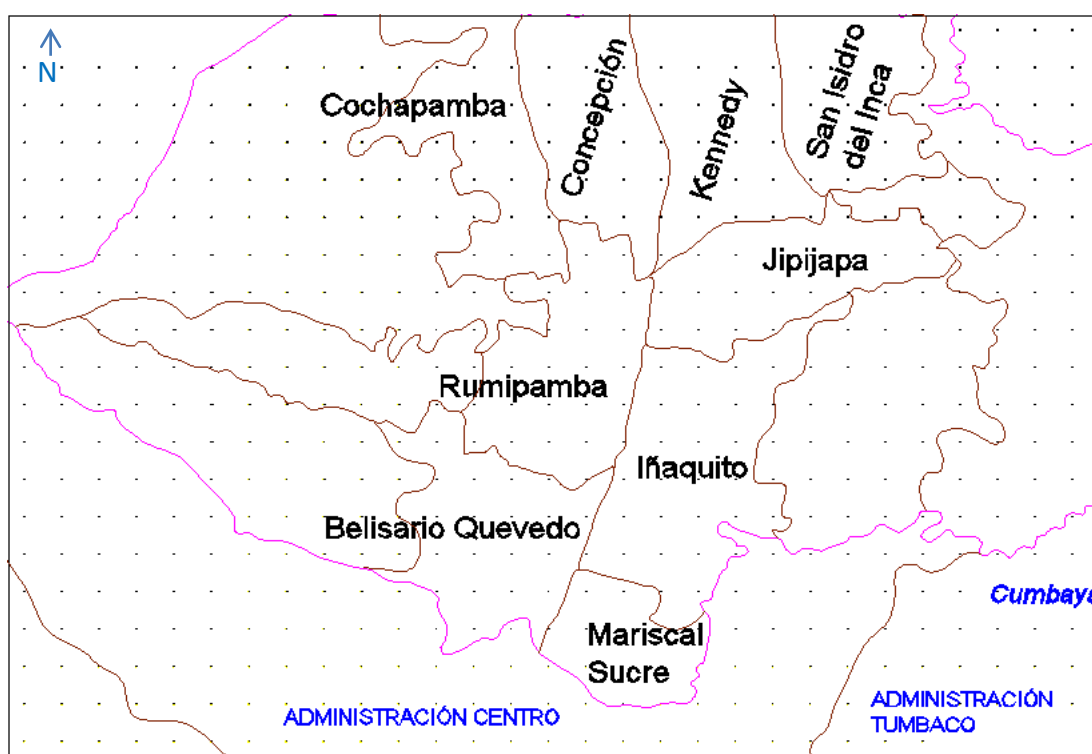 N
Cochapamba
Concepción
Kennedy
San Isidro
del Inca
Jipijapa
Rumipamba
Iñaquito
Belisario Quevedo
Cumbaya
Mariscal
Sucre
ADMINISTRACIÓN CENTRO
ADMINISTRACIÓN
TUMBACO